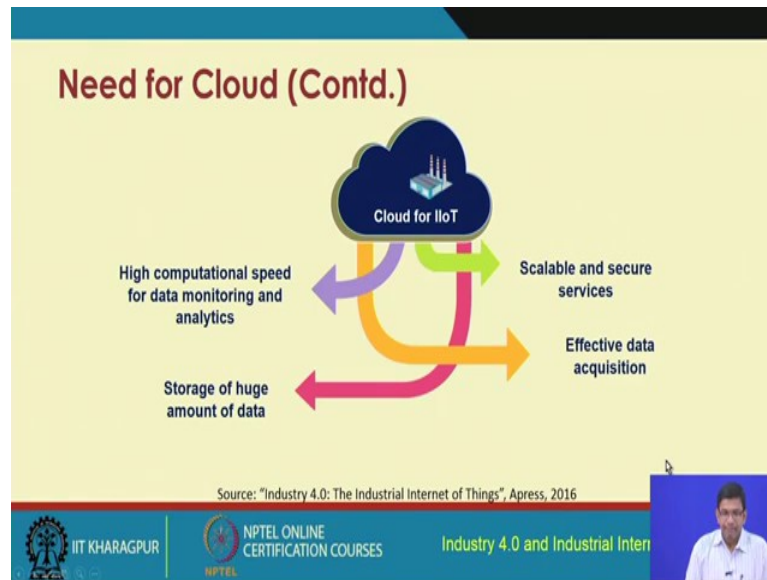 Need for Cloud (Contd.)
Cloud for IIoT
High computational speed
for data monitoring and
analytics
Scalable and secure
services
Effective data
acquisition
Storage of huge
amount of data
Source: "Industry 4.0: The Industrial Internet of Things", Apress, 2016
IIT KHARAGPUR
NPTEL
NPTEL ONLINE
CERTIFICATION COURSES
Industry 4.0 and Industrial Inter